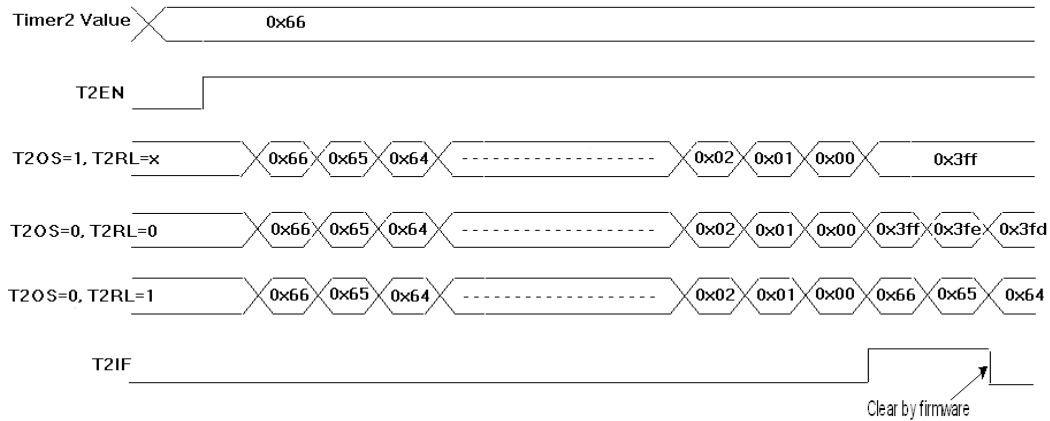 Timer2 Value 0x66
T2EN
T2OS=1, T2RL=x 0x66 0x65 0x64 0x02 0x01 0x00 0x3ff
T2OS=0, T2RL=0 0x66 0x65 0x64 0x02 0x01 0x00 0x3ff 0x3fe 0x3fd
T2OS=0, T2RL=1 0x66 0x65 0x64 0x02 0x01 0x00 0x66 0x65 0x64
T2IF
Clear by firmware